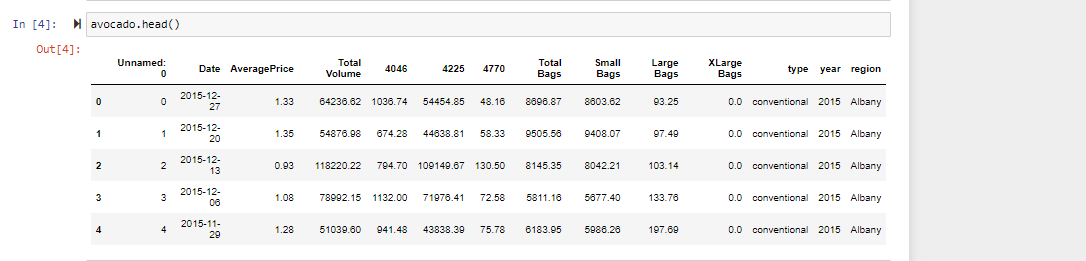 In [4]: avocado.head()
Out[4]:
Unnamed: 0 Date AveragePrice Total Volume 4046 4225 4770 Total Bags Small Bags Large Bags XLarge Bags type year region
0 0 2015-12-27 1.33 64236.62 1036.74 54454.85 48.16 8696.87 8603.62 93.25 0.0 conventional 2015 Albany
1 1 2015-12-20 1.35 54876.98 674.28 44638.81 58.33 9505.56 9408.07 97.49 0.0 conventional 2015 Albany
2 2 2015-12-13 0.93 118220.22 794.70 109149.67 130.50 8145.35 8042.21 103.14 0.0 conventional 2015 Albany
3 3 2015-12-06 1.08 78992.15 1132.00 71976.41 72.58 5811.16 5677.40 133.76 0.0 conventional 2015 Albany
4 4 2015-11-29 1.28 51039.60 941.48 43838.39 75.78 6183.95 5986.26 197.69 0.0 conventional 2015 Albany